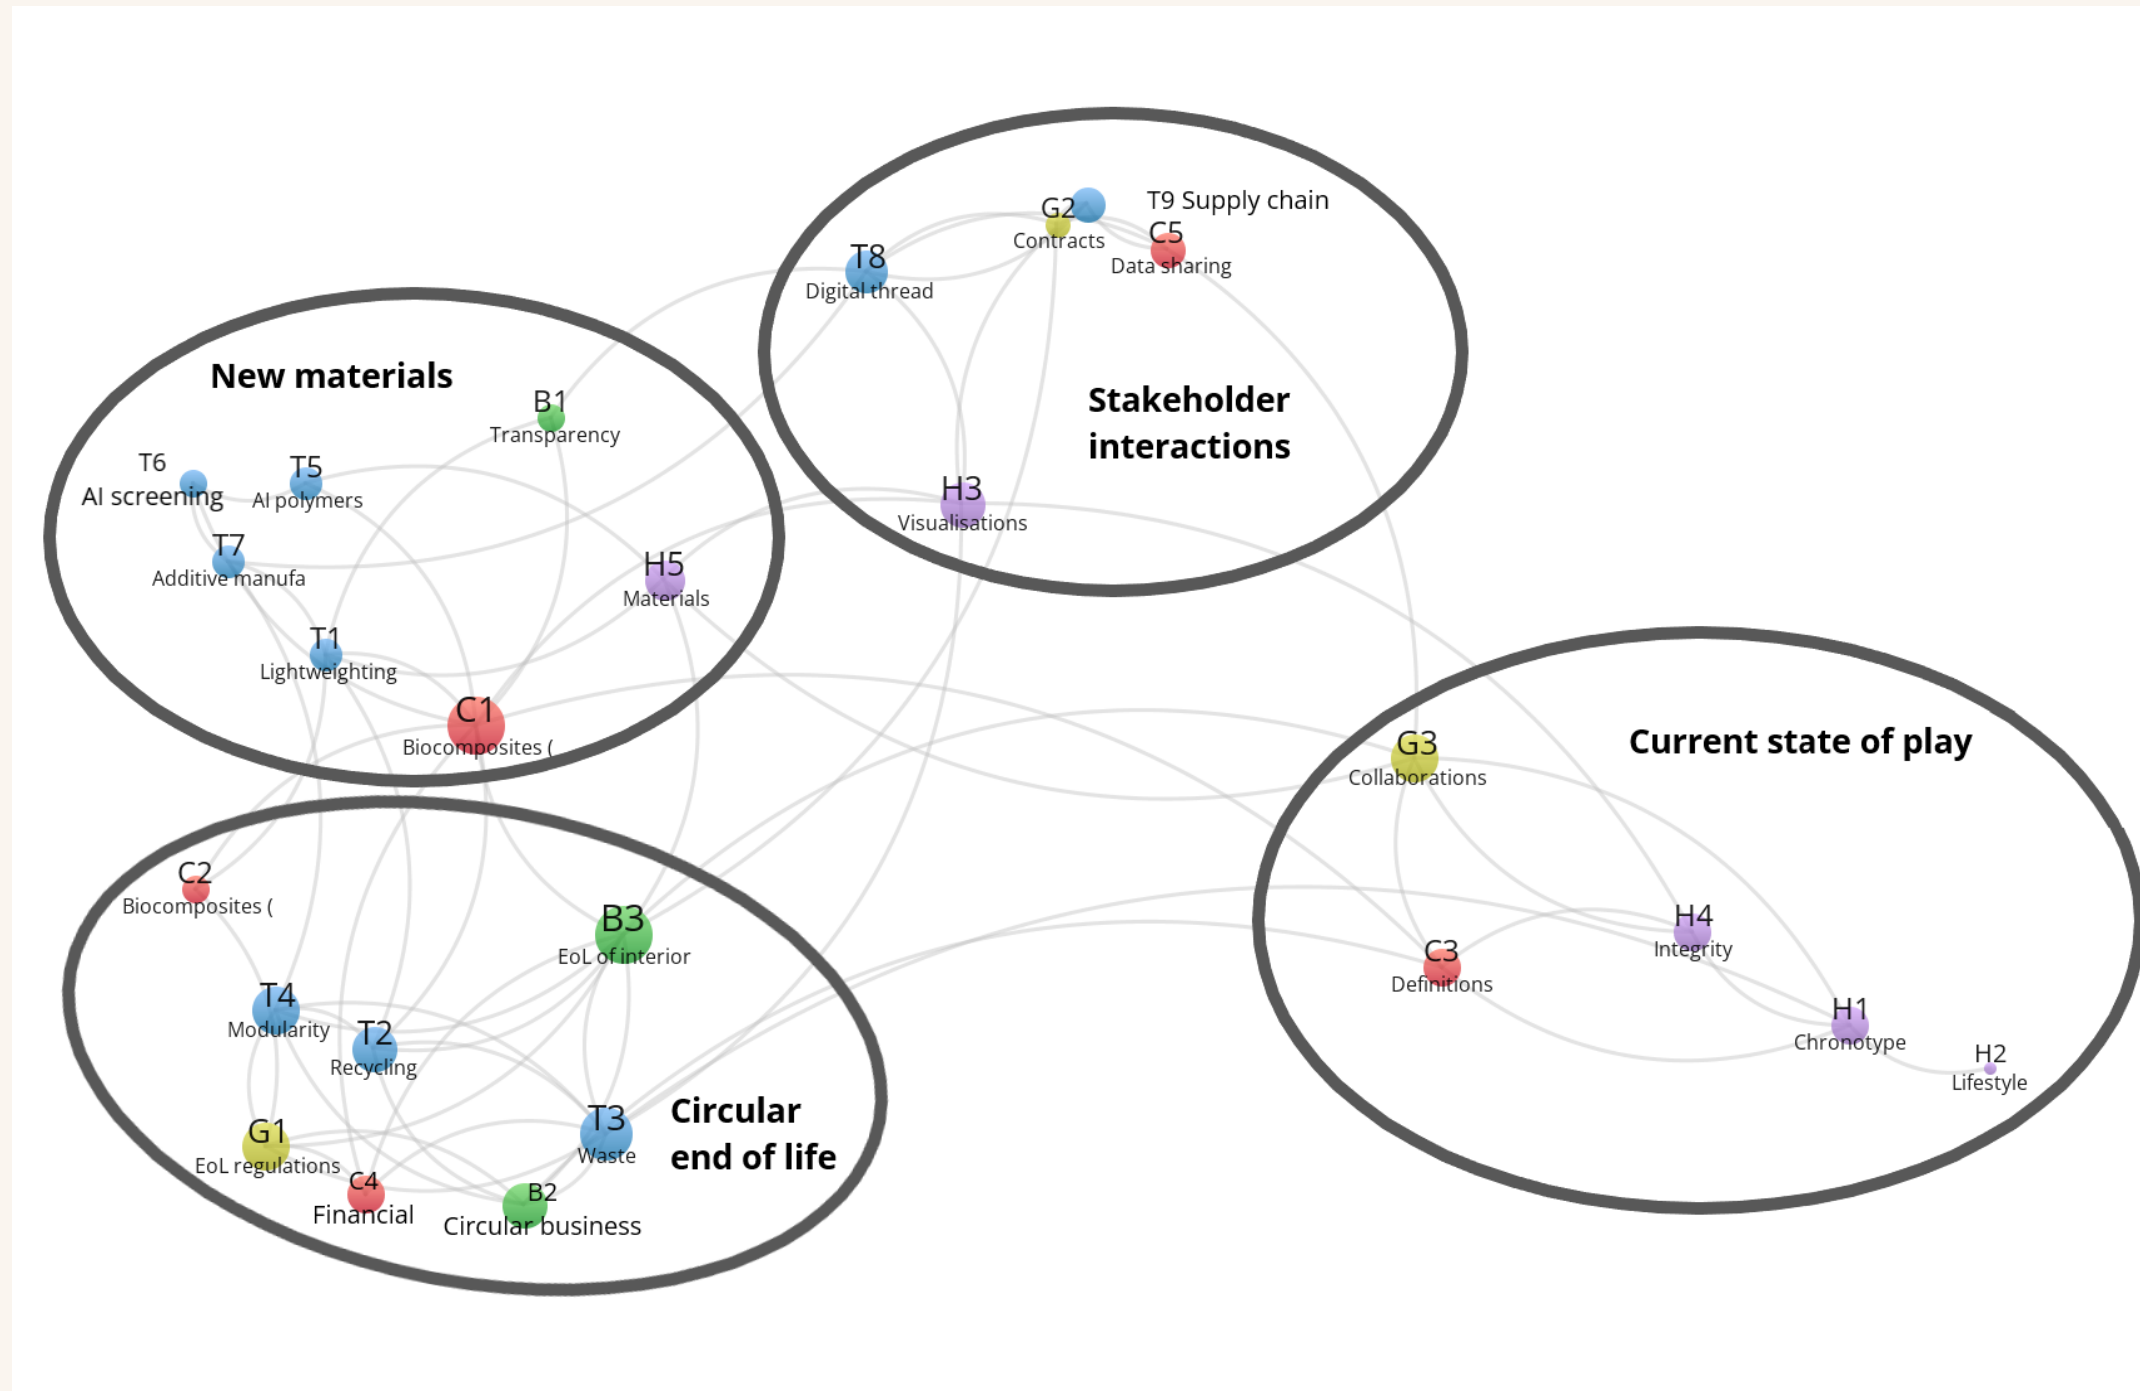 G2
T9 Supply chain
C5
Contracts
Data sharing
T8
Digital thread
Stakeholder
interactions
H3
Visualisations
New materials
B1
Transparency
T6
AI screening
T5
AI polymers
T7
Additive manufa
H5
Materials
T1
Lightweighting
C1
Biocomposites (
Current state of play
G3
Collaborations
H4
Integrity
C3
Definitions
H1
Chronotype
H2
Lifestyle
C2
Biocomposites (
B3
EoL of interior
T4
Modularity
T2
Recycling
T3
Waste
Circular
end of life
G1
EoL regulations
C4
Financial
B2
Circular business